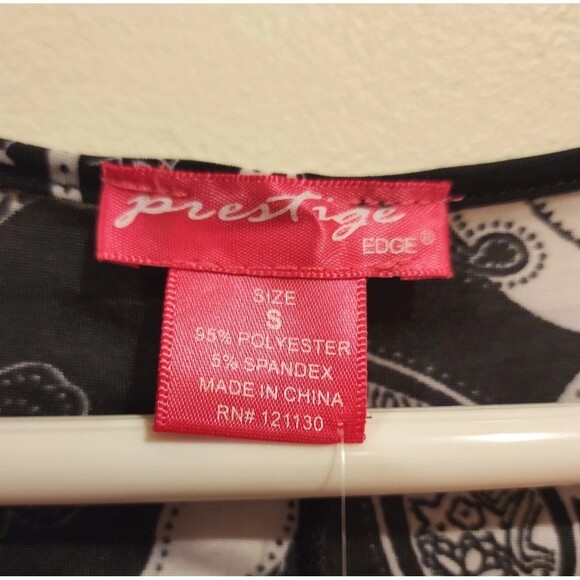 prestige
EDGE®
SIZE
S
95% POLYESTER
5% SPANDEX
MADE IN CHINA
RN# 121130